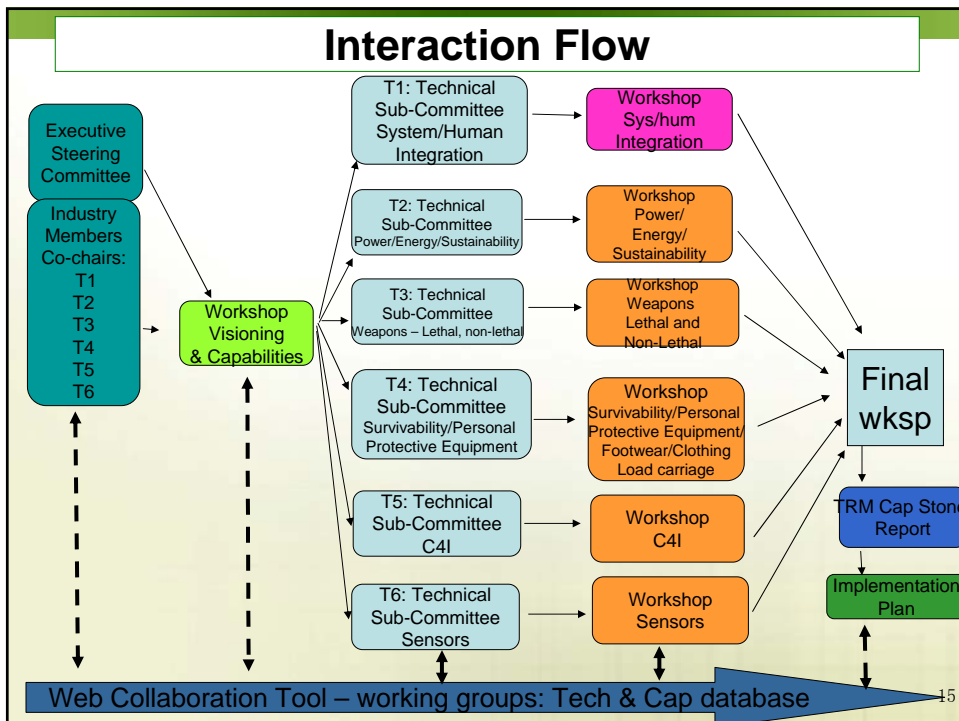 Interaction Flow
Executive
Steering
Committee
Industry
Members
Co-chairs:
T1
T2
T3
T4
T5
T6
Workshop
Visioning
& Capabilities
T1: Technical
Sub-Committee
System/Human
Integration
T2: Technical
Sub-Committee
Power/Energy/Sustainability
T3: Technical
Sub-Committee
Weapons – Lethal, non-lethal
T4: Technical
Sub-Committee
Survivability/Personal
Protective Equipment
T5: Technical
Sub-Committee
C4I
T6: Technical
Sub-Committee
Sensors
Workshop
Sys/hum
Integration
Workshop
Power/
Energy/
Sustainability
Workshop
Weapons
Lethal and
Non-Lethal
Workshop
Survivability/Personal
Protective Equipment/
Footwear/Clothing
Load carriage
Workshop
C4I
Workshop
Sensors
Final
wksp
TRM Cap Stone
Report
Implementation
Plan
Web Collaboration Tool – working groups: Tech & Cap database
15